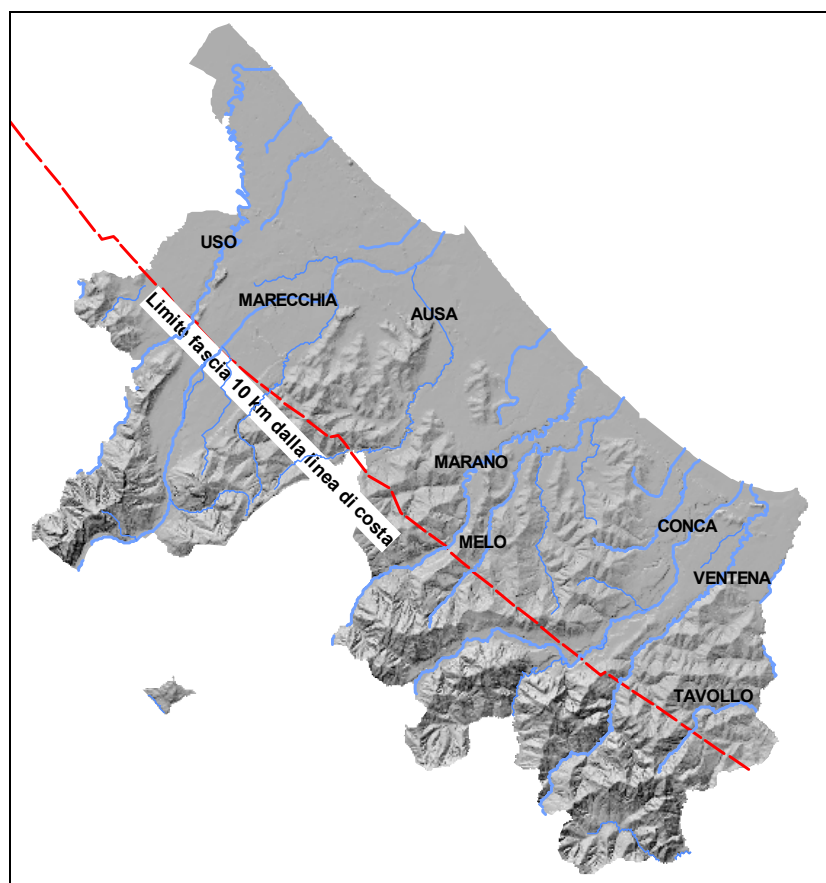 USO
MARECCHIA
AUSA
Limite fascia 10 km dalla linea di costa
MARANO
MELO
CONCA
VENTENA
TAVOLLO